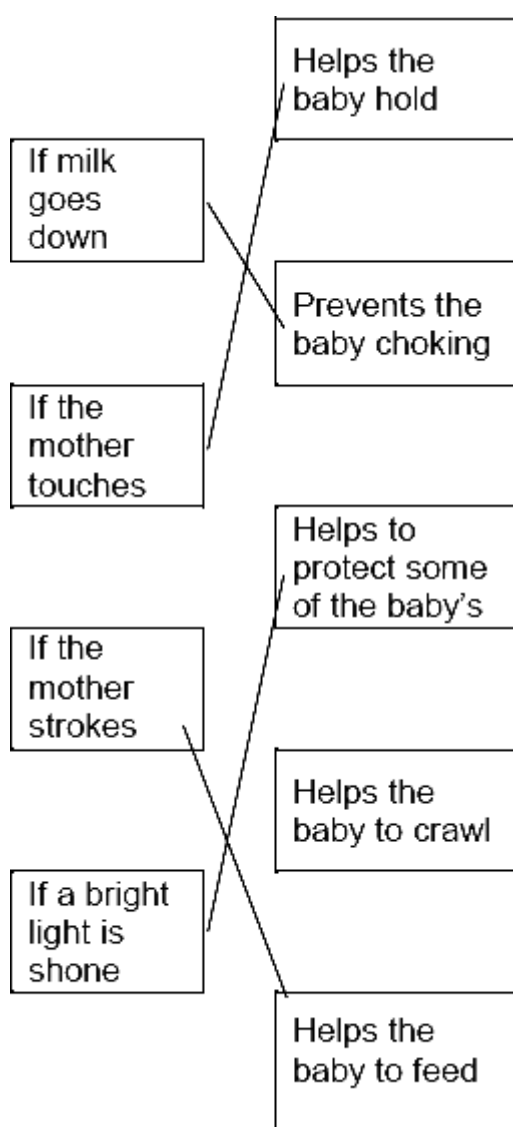 Helps the
baby hold
If milk
goes
down
Prevents the
baby choking
If the
mother
touches
Helps to
protect some
of the baby's
If the
mother
strokes
Helps the
baby to crawl
If a bright
light is
shone
Helps the
baby to feed